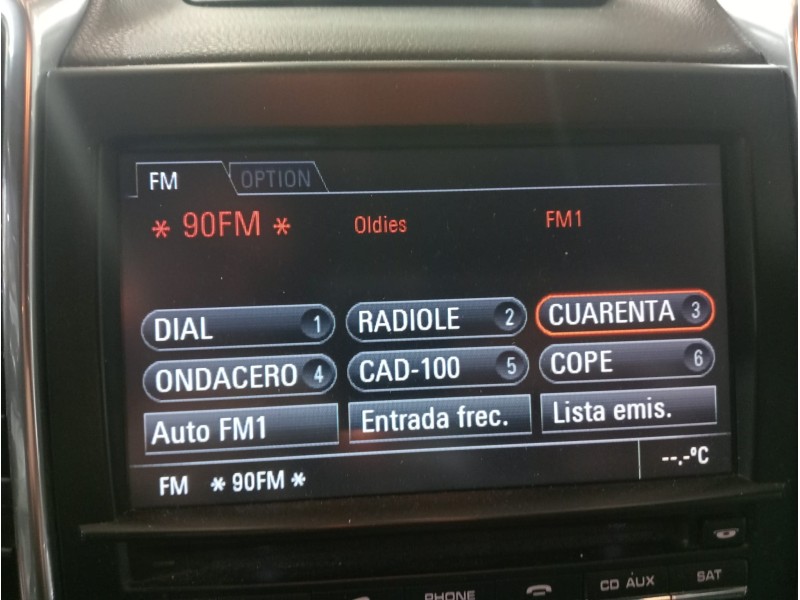 FM OPTION
* 90FM * Oldies FM1
DIAL 1 RADIOLE 2 CUARENTA 3
ONDACERO 4 CAD-100 5 COPE 6
Auto FM1 Entrada frec. Lista emis.
FM * 90FM * --.-ºC
PHONE CD AUX SAT